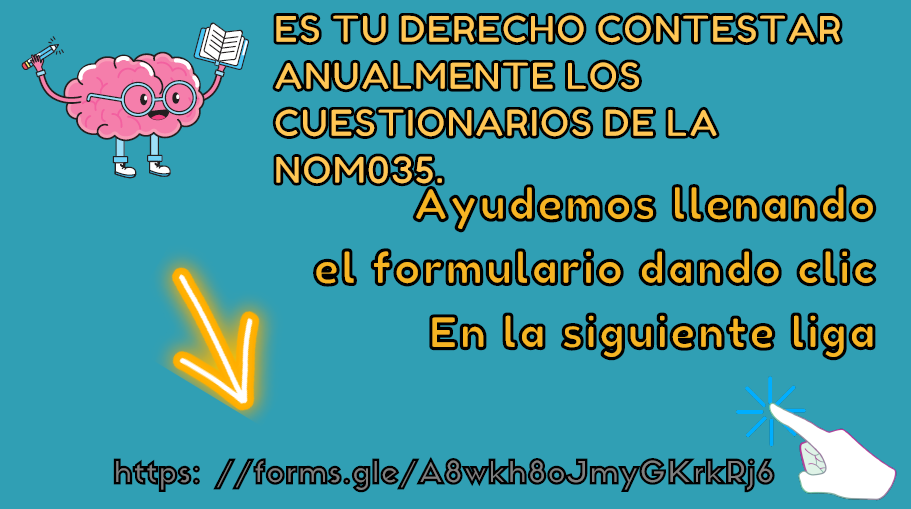 ES TU DERECHO CONTESTAR
ANUALMENTE LOS
CUESTIONARIOS DE LA
NOM035.
Ayudemos llenando
el formulario dando clic
En la siguiente liga
https: //forms.gle/A8wkh8oJmyGKrkRj6